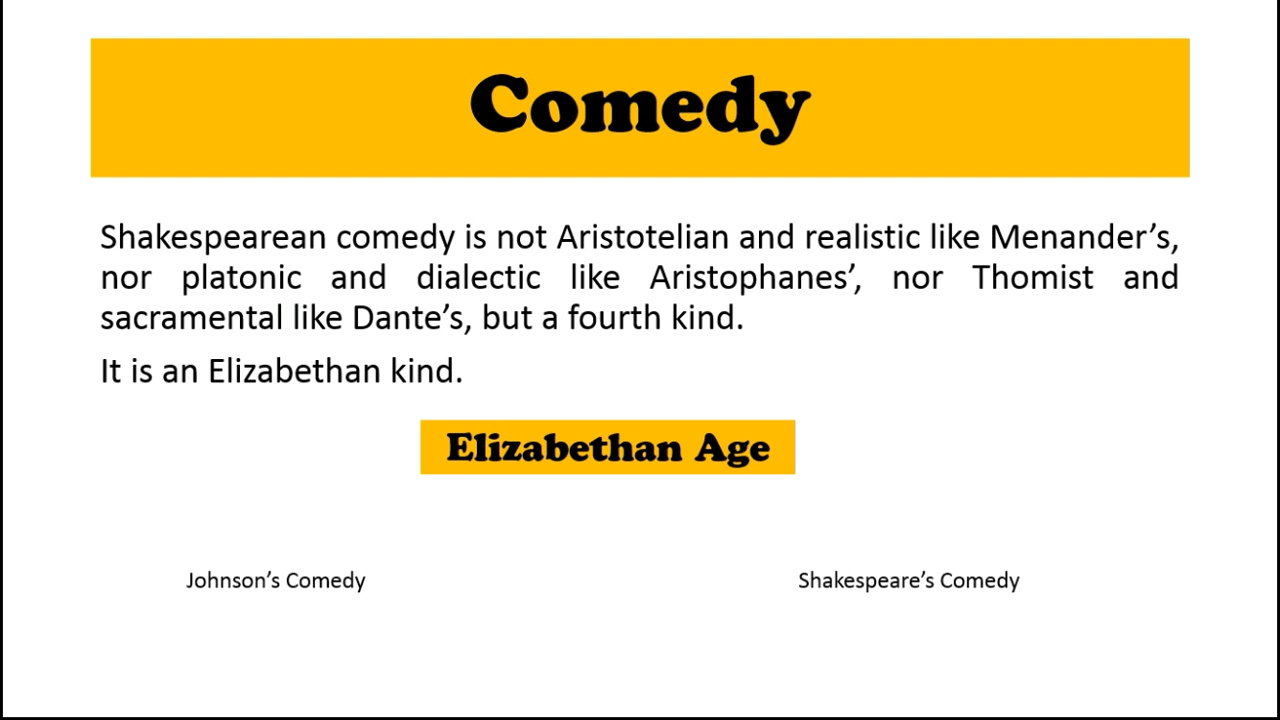 Comedy
Shakespearean comedy is not Aristotelian and realistic like Menander’s,
nor platonic and dialectic like Aristophanes’, nor Thomist and
sacramental like Dante’s, but a fourth kind.
It is an Elizabethan kind.
Elizabethan Age
Johnson’s Comedy
Shakespeare’s Comedy